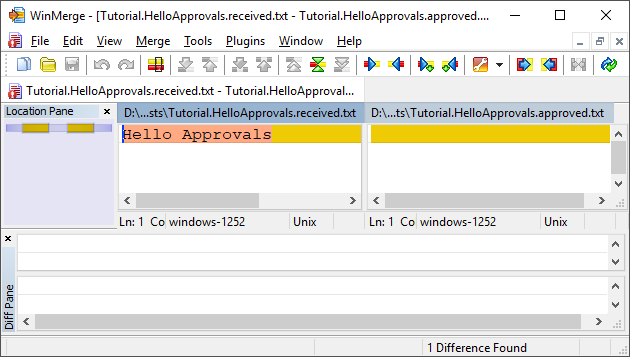 WinMerge - [Tutorial.HelloApprovals.received.txt - Tutorial.HelloApprovals.approved....
File Edit View Merge Tools Plugins Window Help
Tutorial.HelloApprovals.received.txt - Tutorial.HelloApproval...
Location Pane
D:\...sts\Tutorial.HelloApprovals.received.txt
D:\...ts\Tutorial.HelloApprovals.approved.txt
Hello Approvals
Ln: 1 Co windows-1252 Unix
Ln: 1 Co windows-1252 Unix
Diff Pane
1 Difference Found